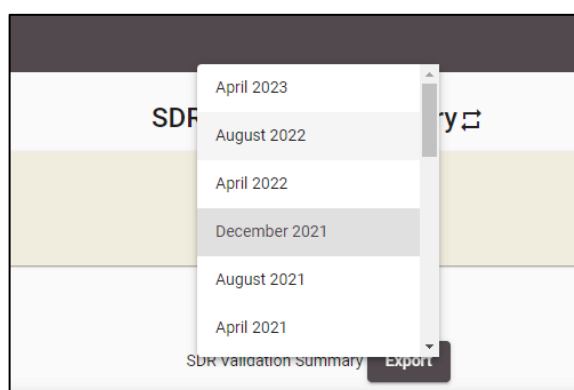 April 2023
SDR ry
August 2022
April 2022
December 2021
August 2021
April 2021
SDR Validation Summary Export